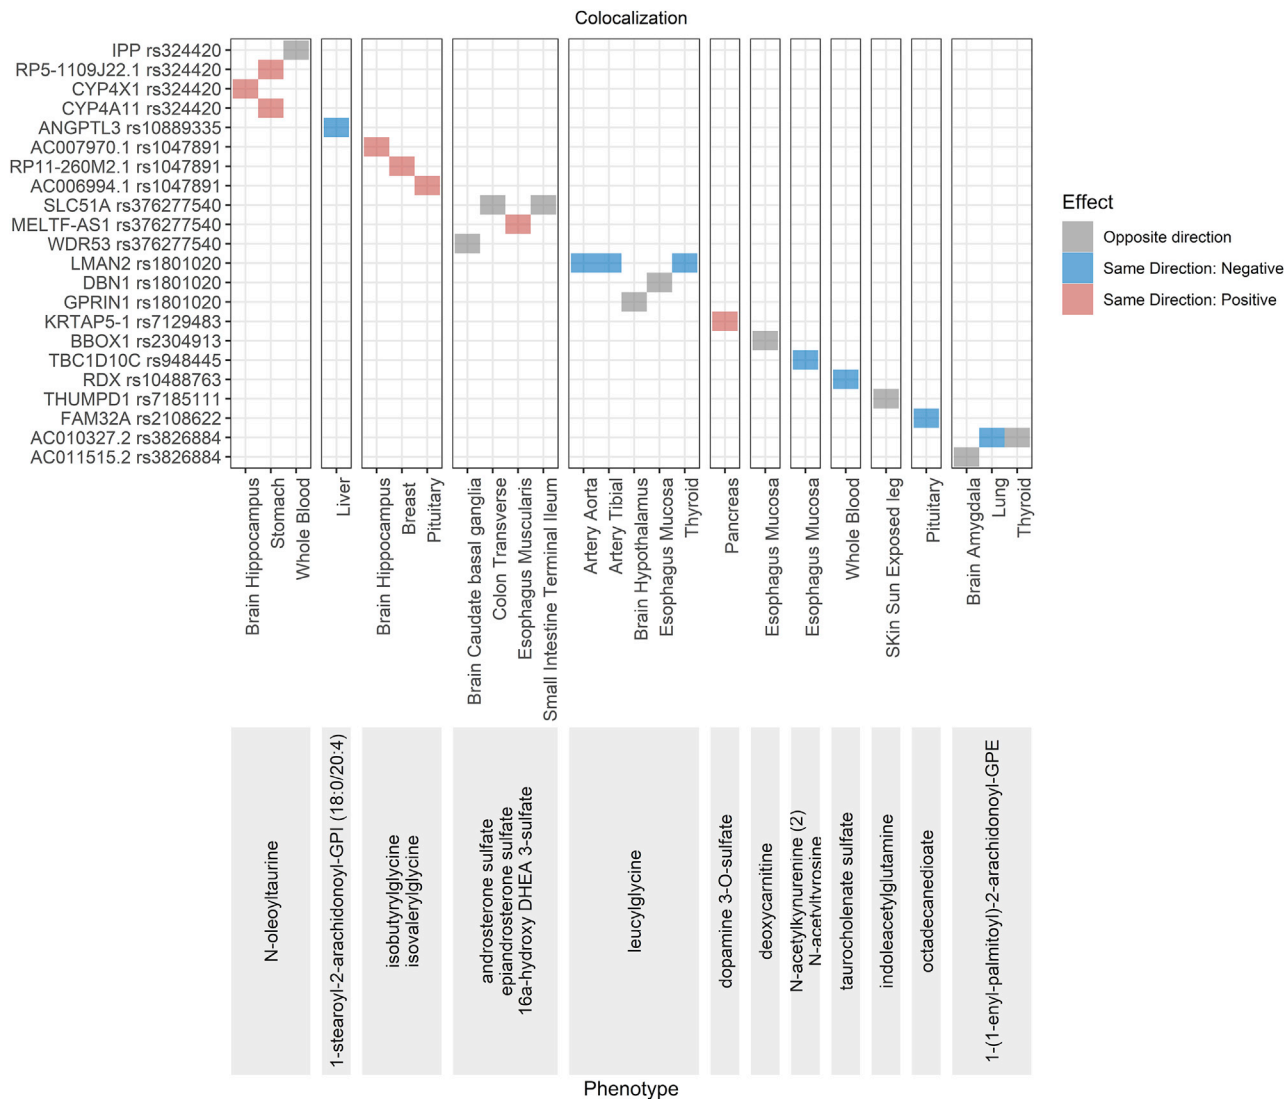 Colocalization
IPP rs324420
RP5-1109J22.1 rs324420
CYP4X1 rs324420
CYP4A11 rs324420
ANGPTL3 rs10889335
AC007970.1 rs1047891
RP11-260M2.1 rs1047891
AC006994.1 rs1047891
SLC51A rs376277540
MELTF-AS1 rs376277540
WDR53 rs376277540
LMAN2 rs1801020
DBN1 rs1801020
GPRIN1 rs1801020
KRTAP5-1 rs7129483
BBOX1 rs2304913
TBC1D10C rs948445
RDX rs10488763
THUMPD1 rs7185111
FAM32A rs2108622
AC010327.2 rs3826884
AC011515.2 rs3826884
Effect
Opposite direction
Same Direction: Negative
Same Direction: Positive
Brain Hippocampus
Stomach
Whole Blood
Liver
Brain Hippocampus
Breast
Pituitary
Brain Caudate basal ganglia
Colon Transverse
Esophagus Muscularis
Small Intestine Terminal Ileum
Artery Aorta
Artery Tibial
Brain Hypothalamus
Esophagus Mucosa
Thyroid
Pancreas
Esophagus Mucosa
Esophagus Mucosa
Whole Blood
SKin Sun Exposed leg
Pituitary
Brain Amygdala
Lung
Thyroid
N-oleoyltaurine
1-stearoyl-2-arachidonoyl-GPI (18:0/20:4)
isobutyrylglycine
isovalerylglycine
androsterone sulfate
epiandrosterone sulfate
16a-hydroxy DHEA 3-sulfate
leucylglycine
dopamine 3-O-sulfate
deoxycarnitine
N-acetylkynurenine (2)
N-acetyltyrosine
taurocholenate sulfate
indoleacetylglutamine
octadecanedioate
1-(1-enyl-palmitoyl)-2-arachidonoyl-GPE
Phenotype